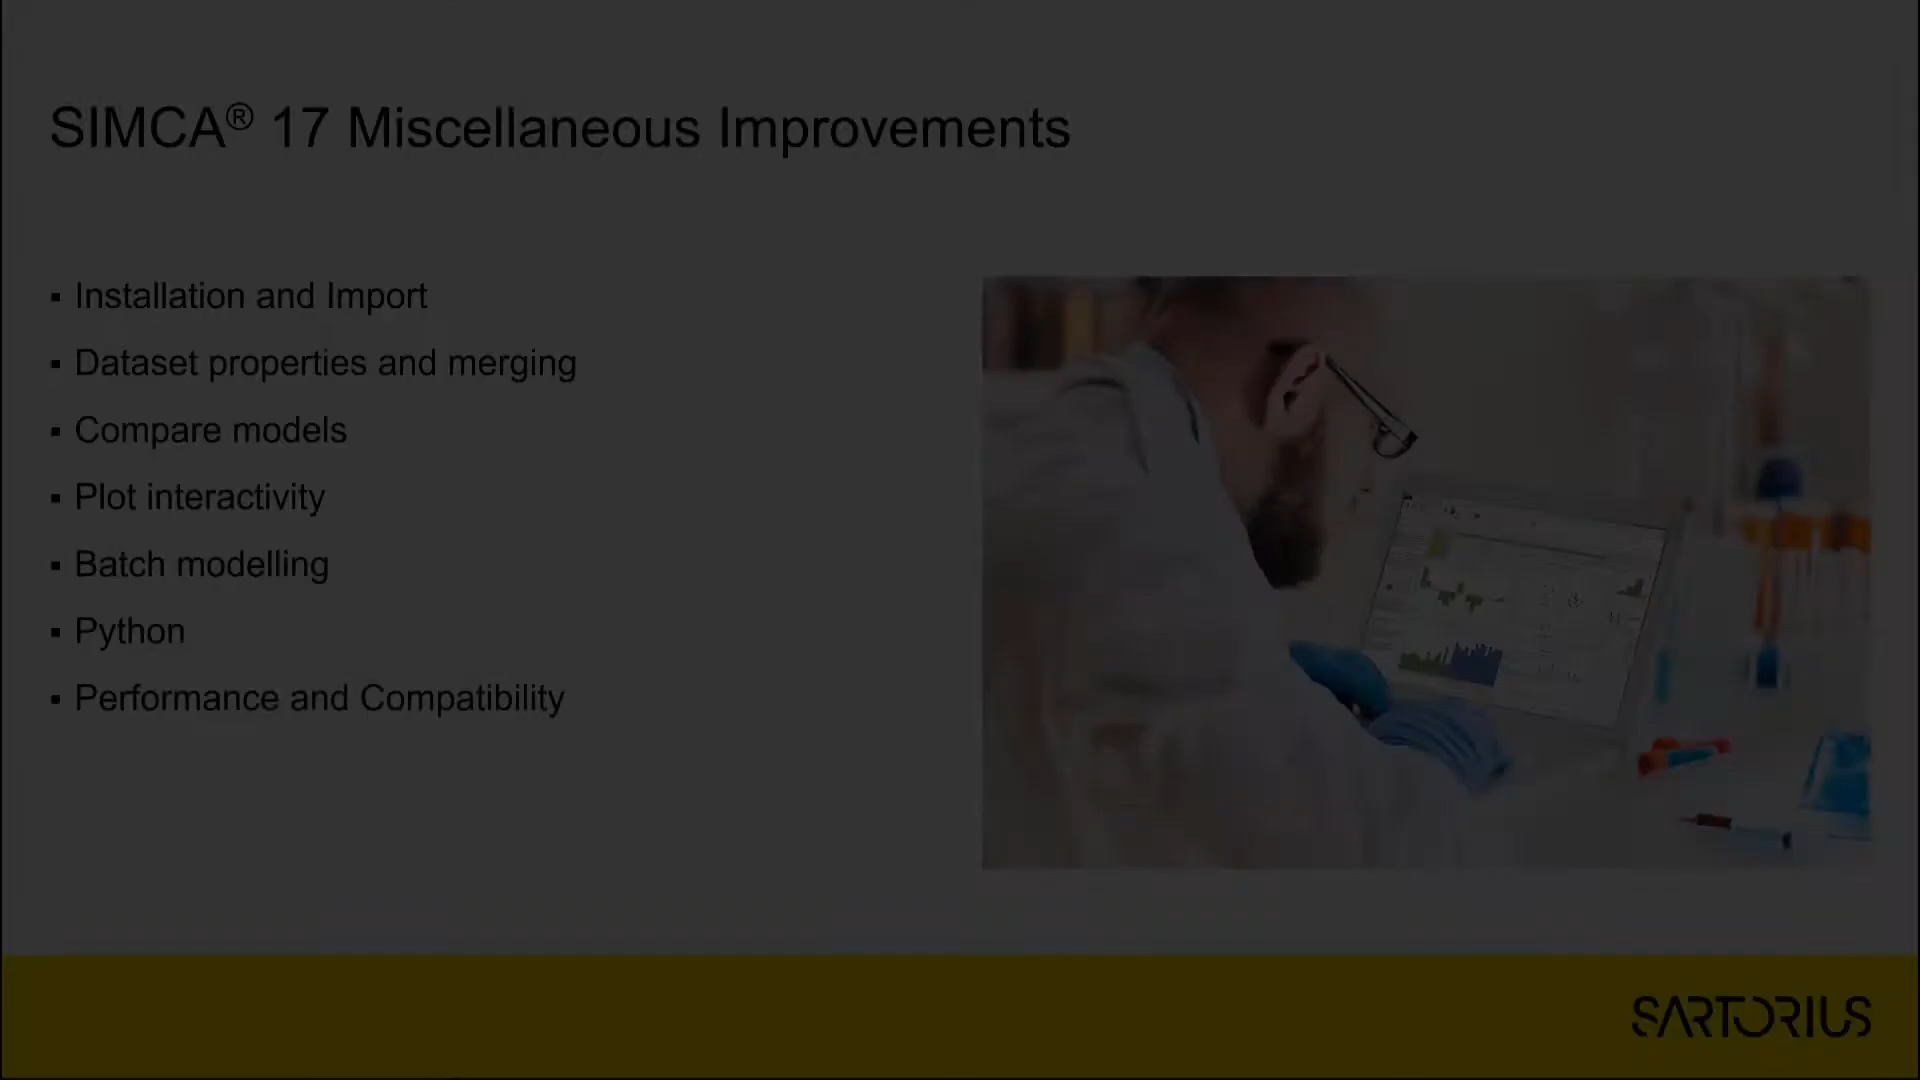 SIMCA® 17 Miscellaneous Improvements
▪ Installation and Import
▪ Dataset properties and merging
▪ Compare models
▪ Plot interactivity
▪ Batch modelling
▪ Python
▪ Performance and Compatibility
SARTORIUS